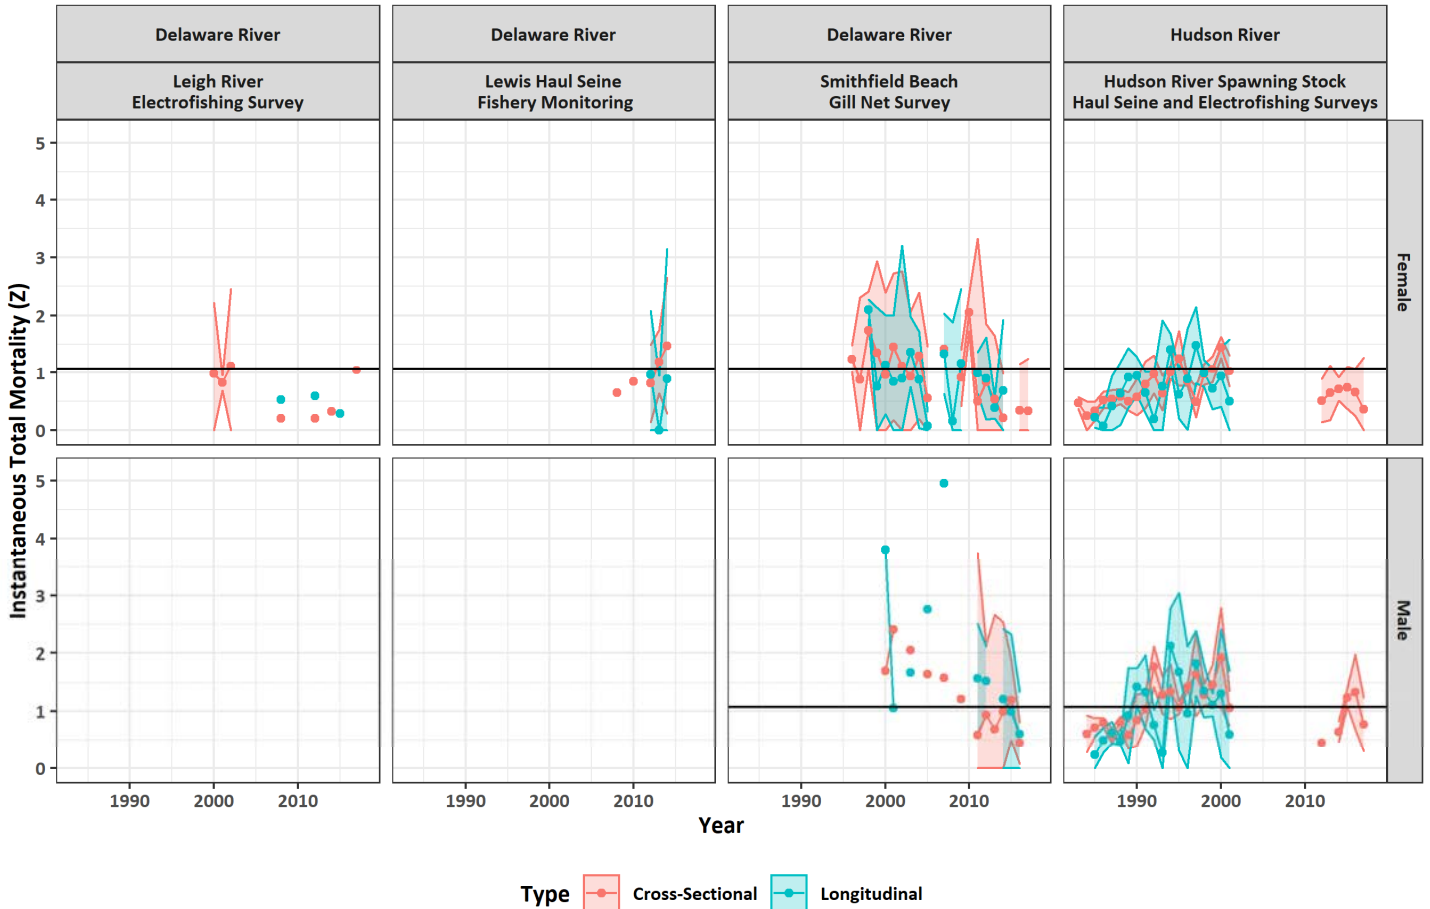 Delaware River
Delaware River
Delaware River
Hudson River
Leigh River
Electrofishing Survey
Lewis Haul Seine
Fishery Monitoring
Smithfield Beach
Gill Net Survey
Hudson River Spawning Stock
Haul Seine and Electrofishing Surveys
Instantaneous Total Mortality (Z)
5
4
3
2
1
0
Female
5
4
3
2
1
0
Male
1990 2000 2010
1990 2000 2010
1990 2000 2010
1990 2000 2010
Year
Type Cross-Sectional Longitudinal